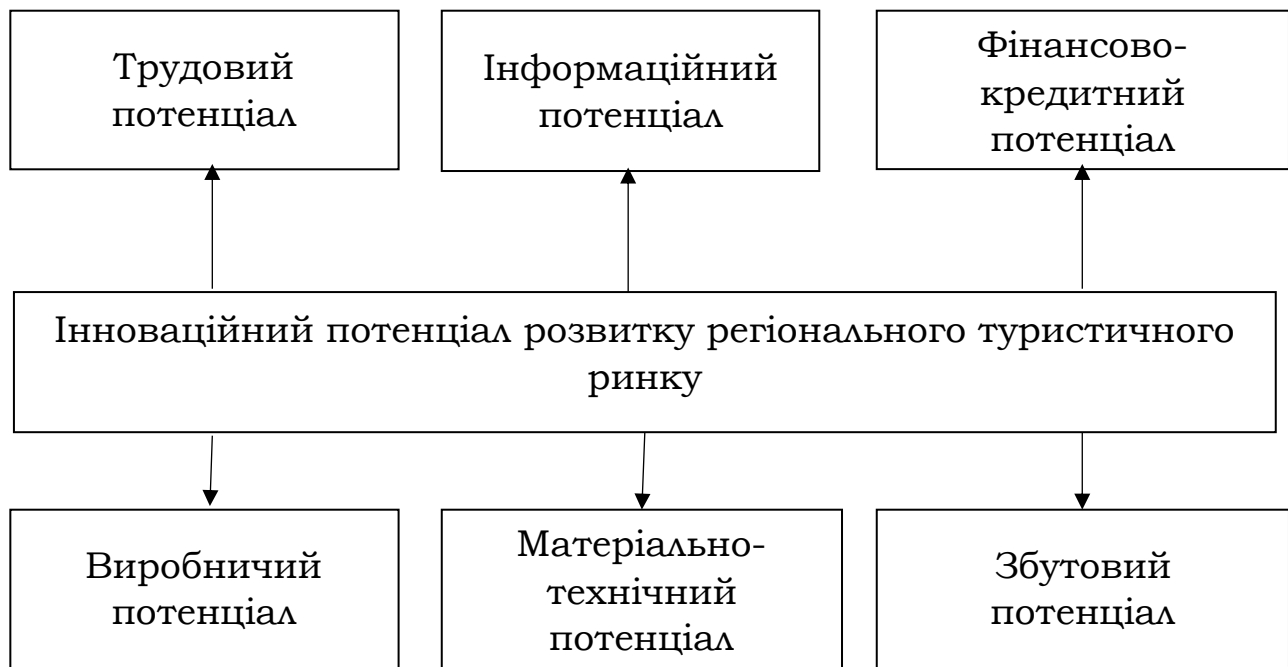 Трудовий
потенціал
Інформаційний
потенціал
Фінансово-
кредитний
потенціал
Інноваційний потенціал розвитку регіонального туристичного
ринку
Виробничий
потенціал
Матеріально-
технічний
потенціал
Збутовий
потенціал